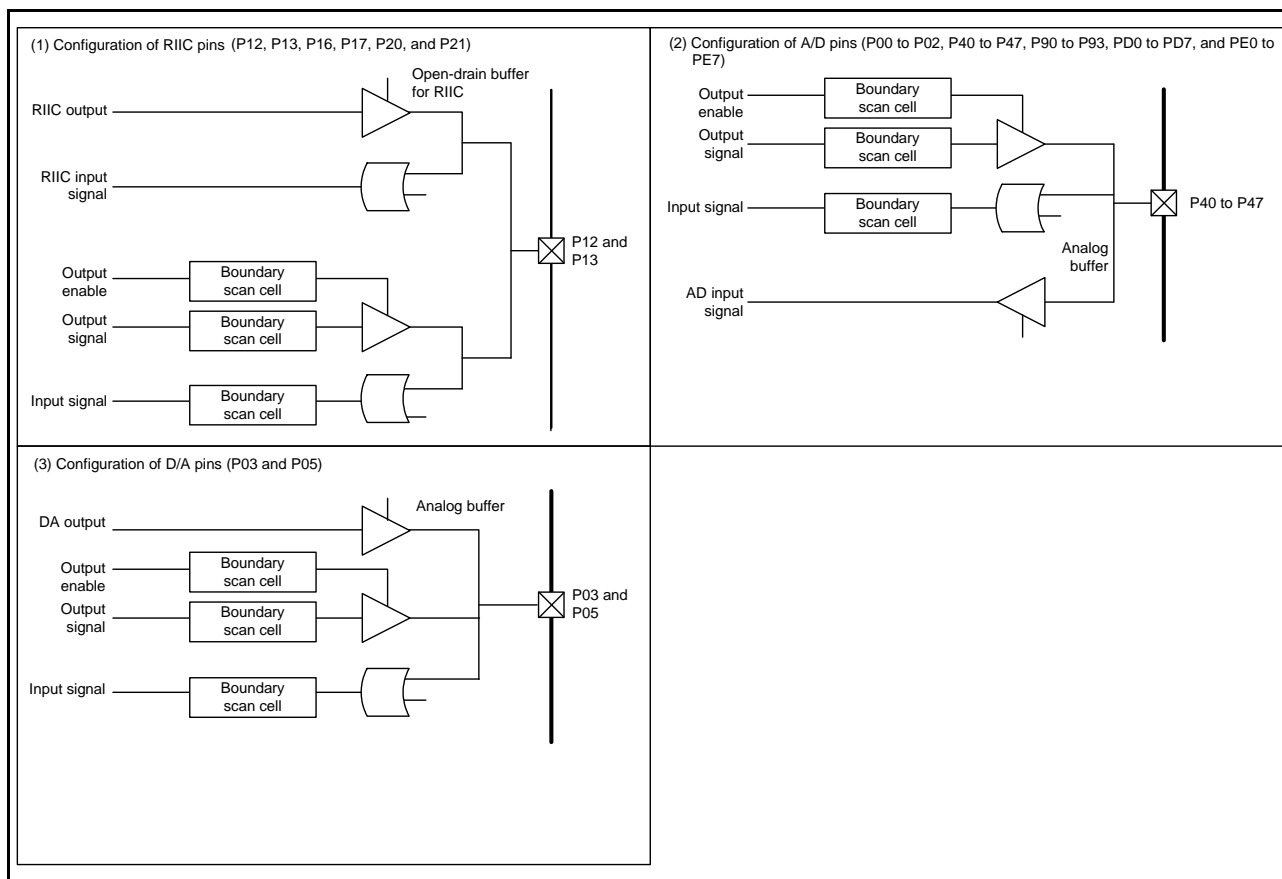 (1) Configuration of RIIC pins (P12, P13, P16, P17, P20, and P21)
Open-drain buffer
for RIIC
RIIC output
RIIC input
signal
P12 and
P13
Output
enable
Boundary
scan cell
Output
signal
Boundary
scan cell
Input signal
Boundary
scan cell
(2) Configuration of A/D pins (P00 to P02, P40 to P47, P90 to P93, PD0 to PD7, and PE0 to
PE7)
Output
enable
Boundary
scan cell
Output
signal
Boundary
scan cell
Input signal
Boundary
scan cell
P40 to P47
Analog
buffer
AD input
signal
(3) Configuration of D/A pins (P03 and P05)
Analog buffer
DA output
Output
enable
Boundary
scan cell
Output
signal
Boundary
scan cell
P03 and
P05
Input signal
Boundary
scan cell